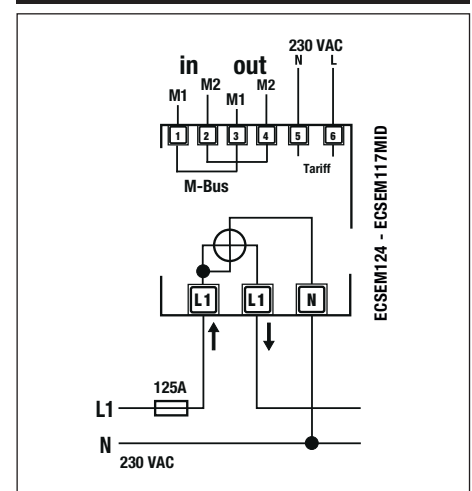 230 VAC
in out N L
M1 M2 M1 M2
1 2 3 4 5 6
M-Bus Tariff
ECSEM124 - ECSEM117MID
L1 L1 N
125A
L1
N
230 VAC